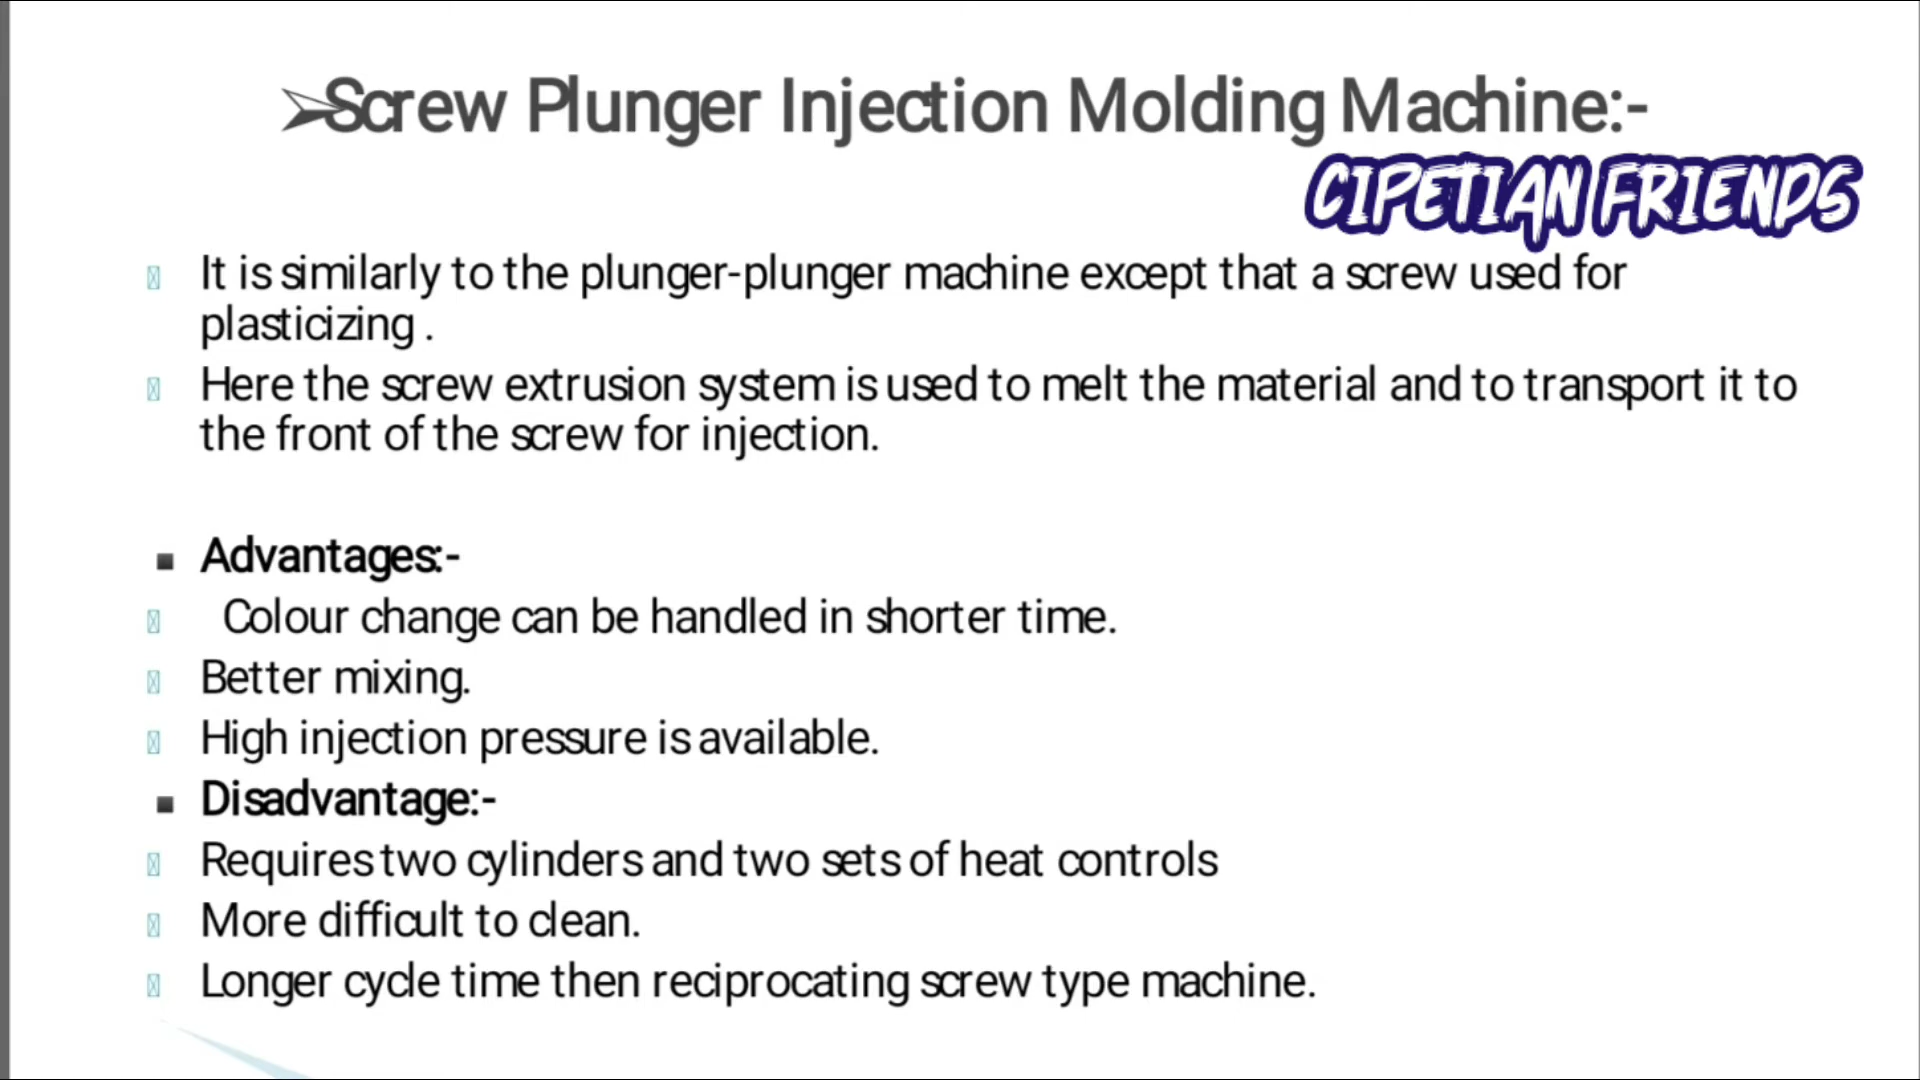 ➢Screw Plunger Injection Molding Machine:-
CIPETIAN FRIENDS
It is similarly to the plunger-plunger machine except that a screw used for
plasticizing .
Here the screw extrusion system is used to melt the material and to transport it to
the front of the screw for injection.
▪ Advantages:-
Colour change can be handled in shorter time.
Better mixing.
High injection pressure is available.
▪ Disadvantage:-
Requires two cylinders and two sets of heat controls
More difficult to clean.
Longer cycle time then reciprocating screw type machine.